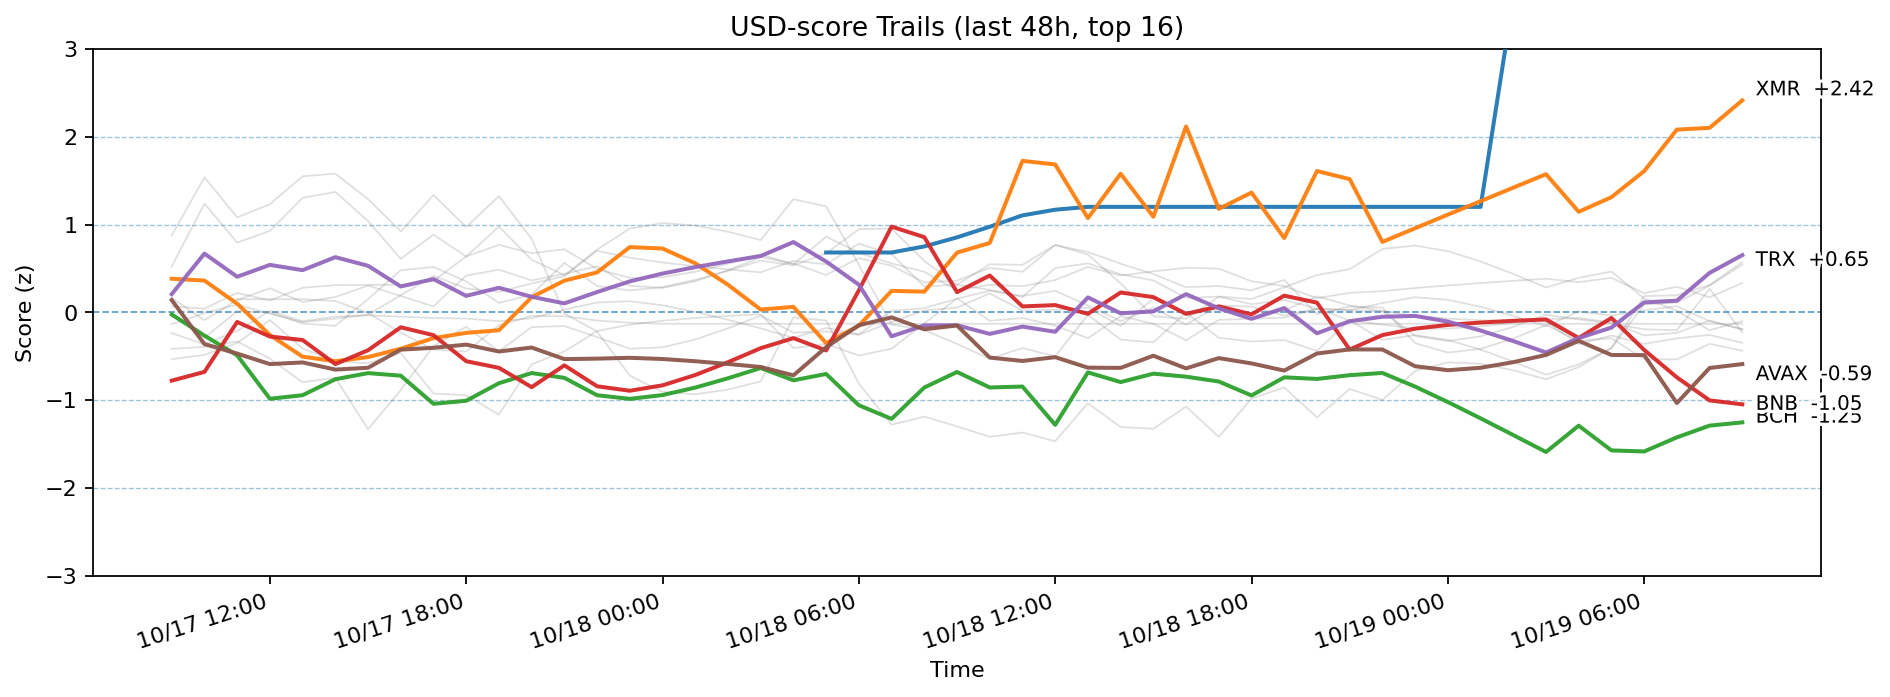 USD-score Trails (last 48h, top 16)
Score (z)
3
2
1
0
−1
−2
−3
XMR +2.42
TRX +0.65
AVAX -0.59
BNB -1.05
BCH -1.25
10/17 12:00
10/17 18:00
10/18 00:00
10/18 06:00
10/18 12:00
10/18 18:00
10/19 00:00
10/19 06:00
Time